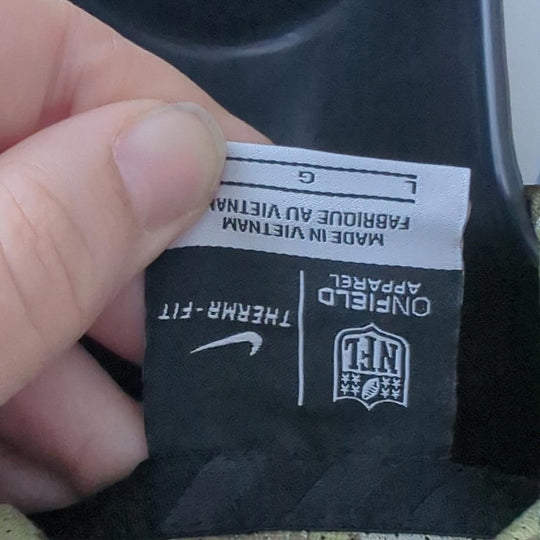 NFL
ONFIELD
APPAREL
THERMA-FIT
MADE IN VIETNAM
FABRIQUE AU VIETNAM
L G